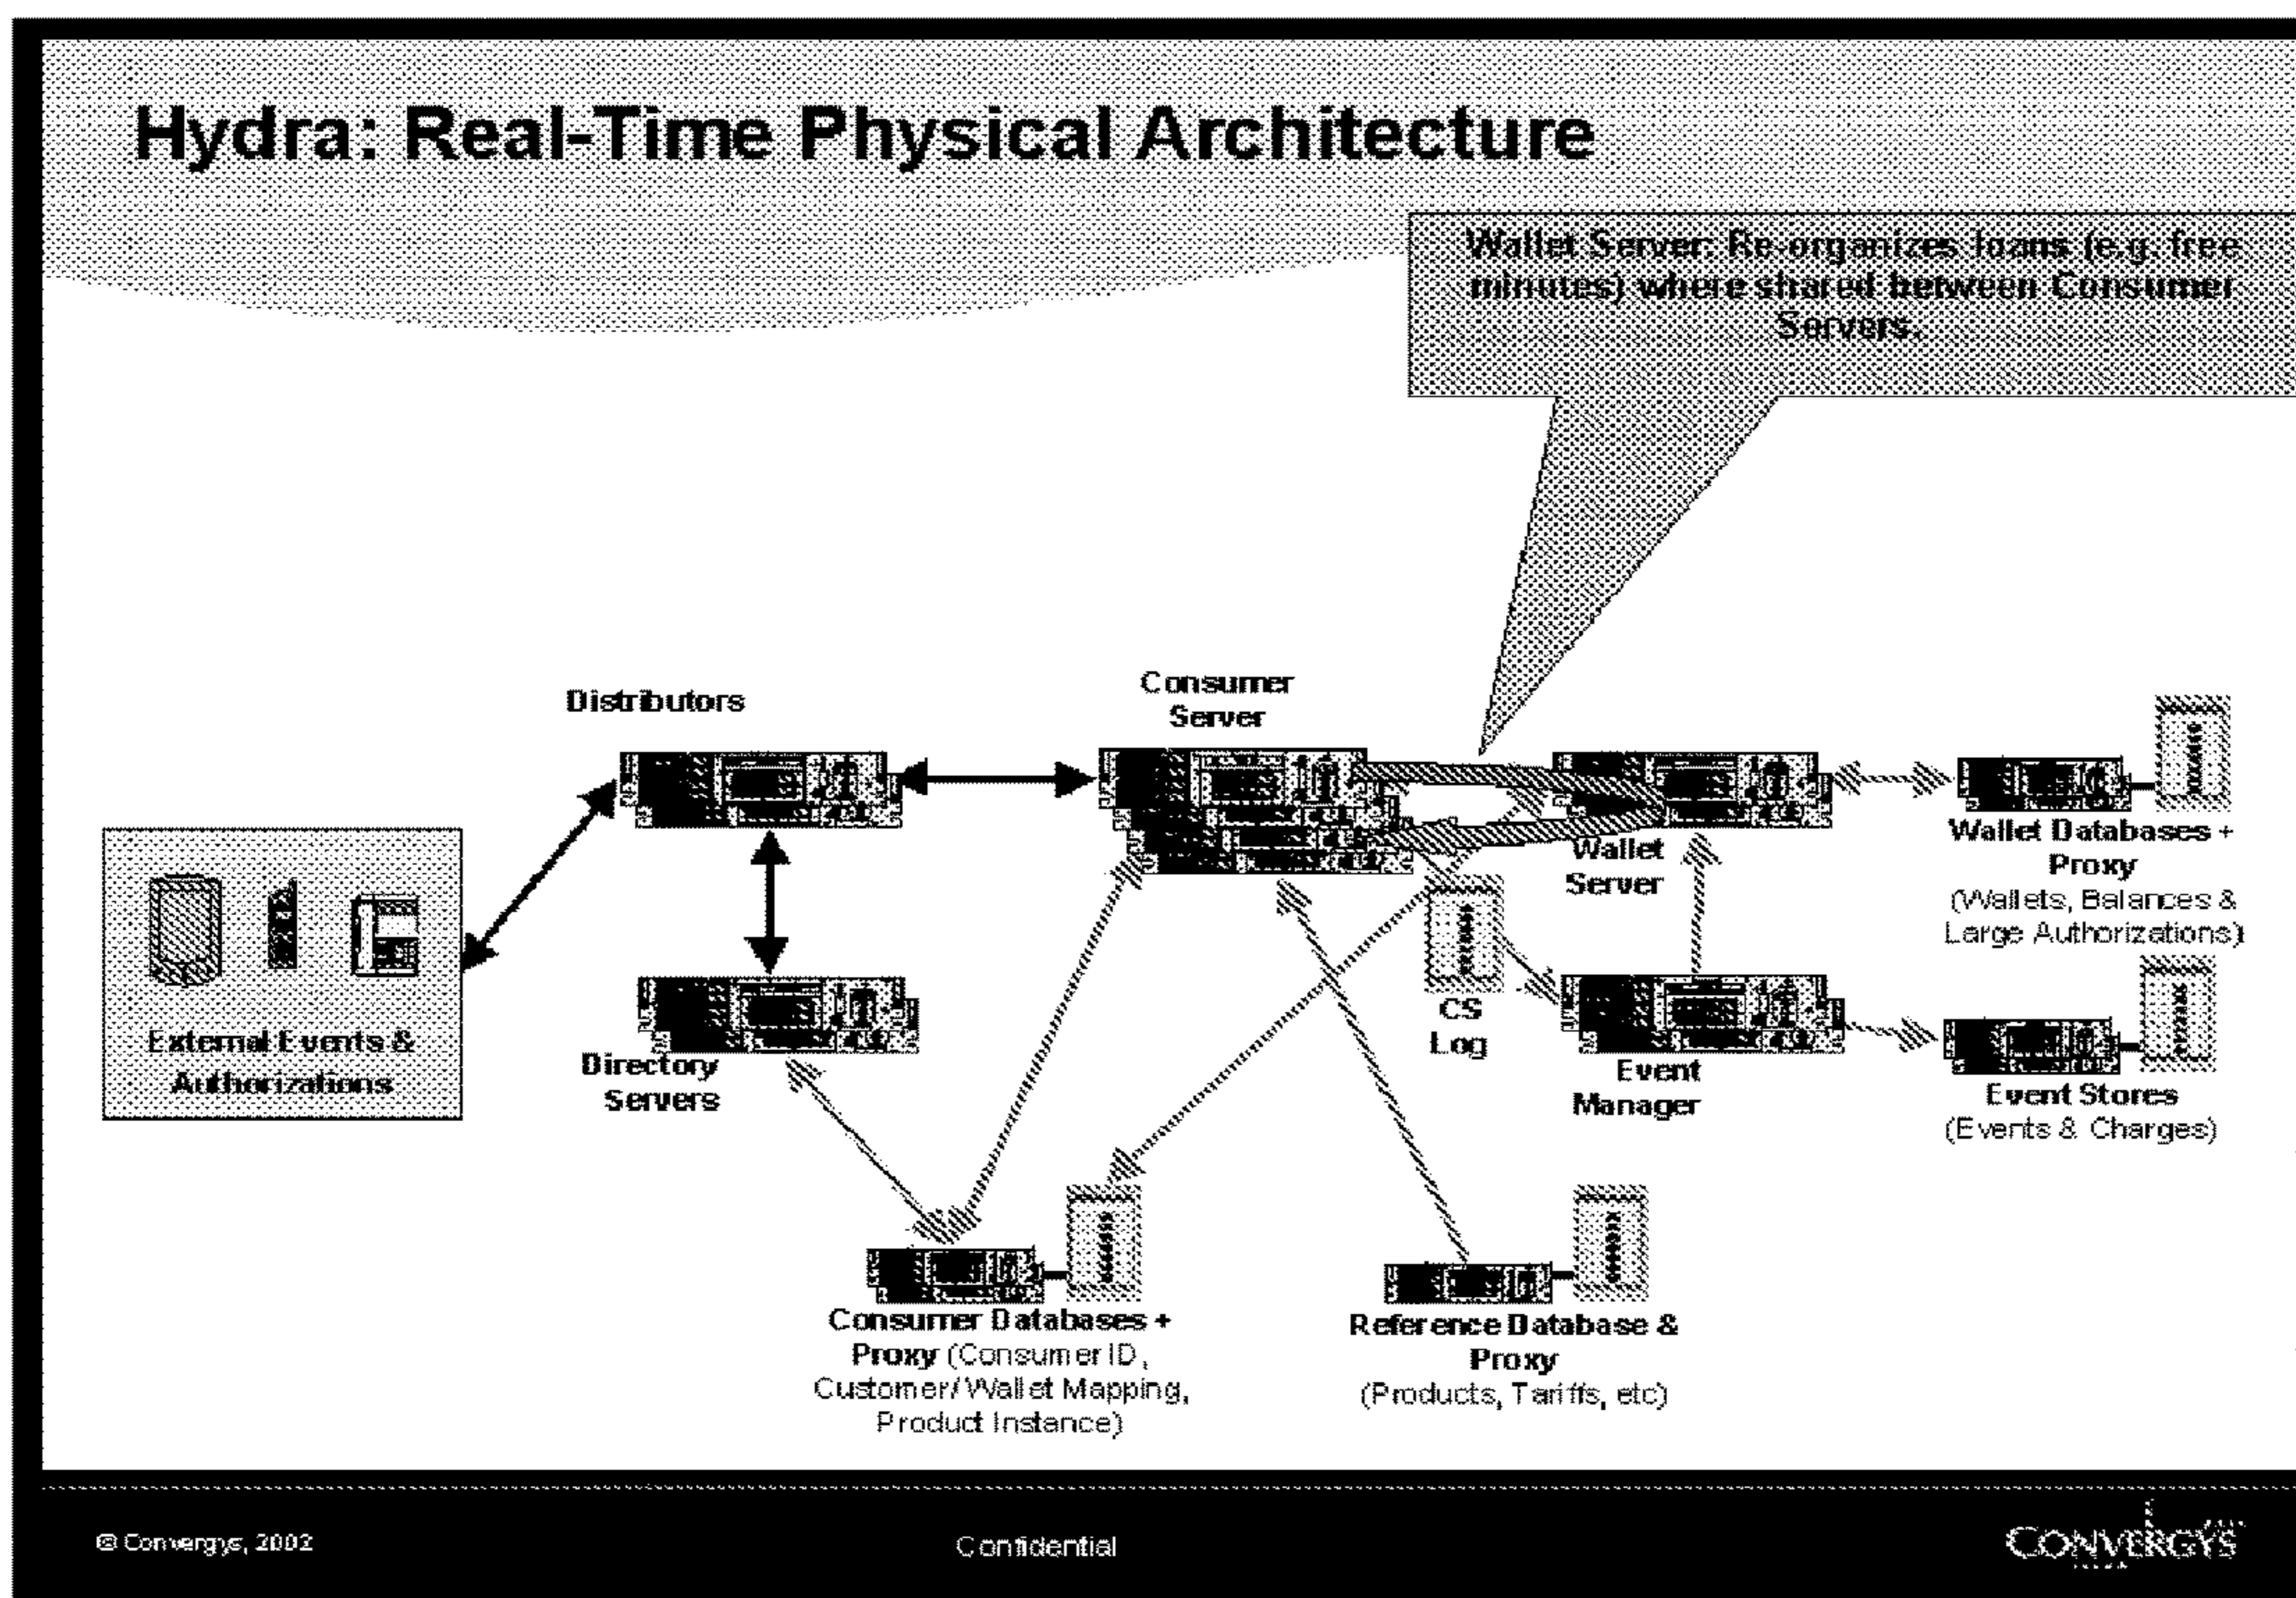 Hydra: Real-Time Physical Architecture
Wallet Server: Re-organizes loans (e.g. free
minutes) where shared between Consumer
Servers.
Distributors
Consumer
Server
Wallet
Server
Wallet Databases +
Proxy
(Wallets, Balances &
Large Authorizations)
External Events &
Authorizations
Directory
Servers
CS
Log
Event
Manager
Event Stores
(Events & Charges)
Consumer Databases +
Proxy (Consumer ID,
Customer/Wallet Mapping,
Product Instance)
Reference Database &
Proxy
(Products, Tariffs, etc)
© Convergys, 2002
Confidential
CONVERGYS